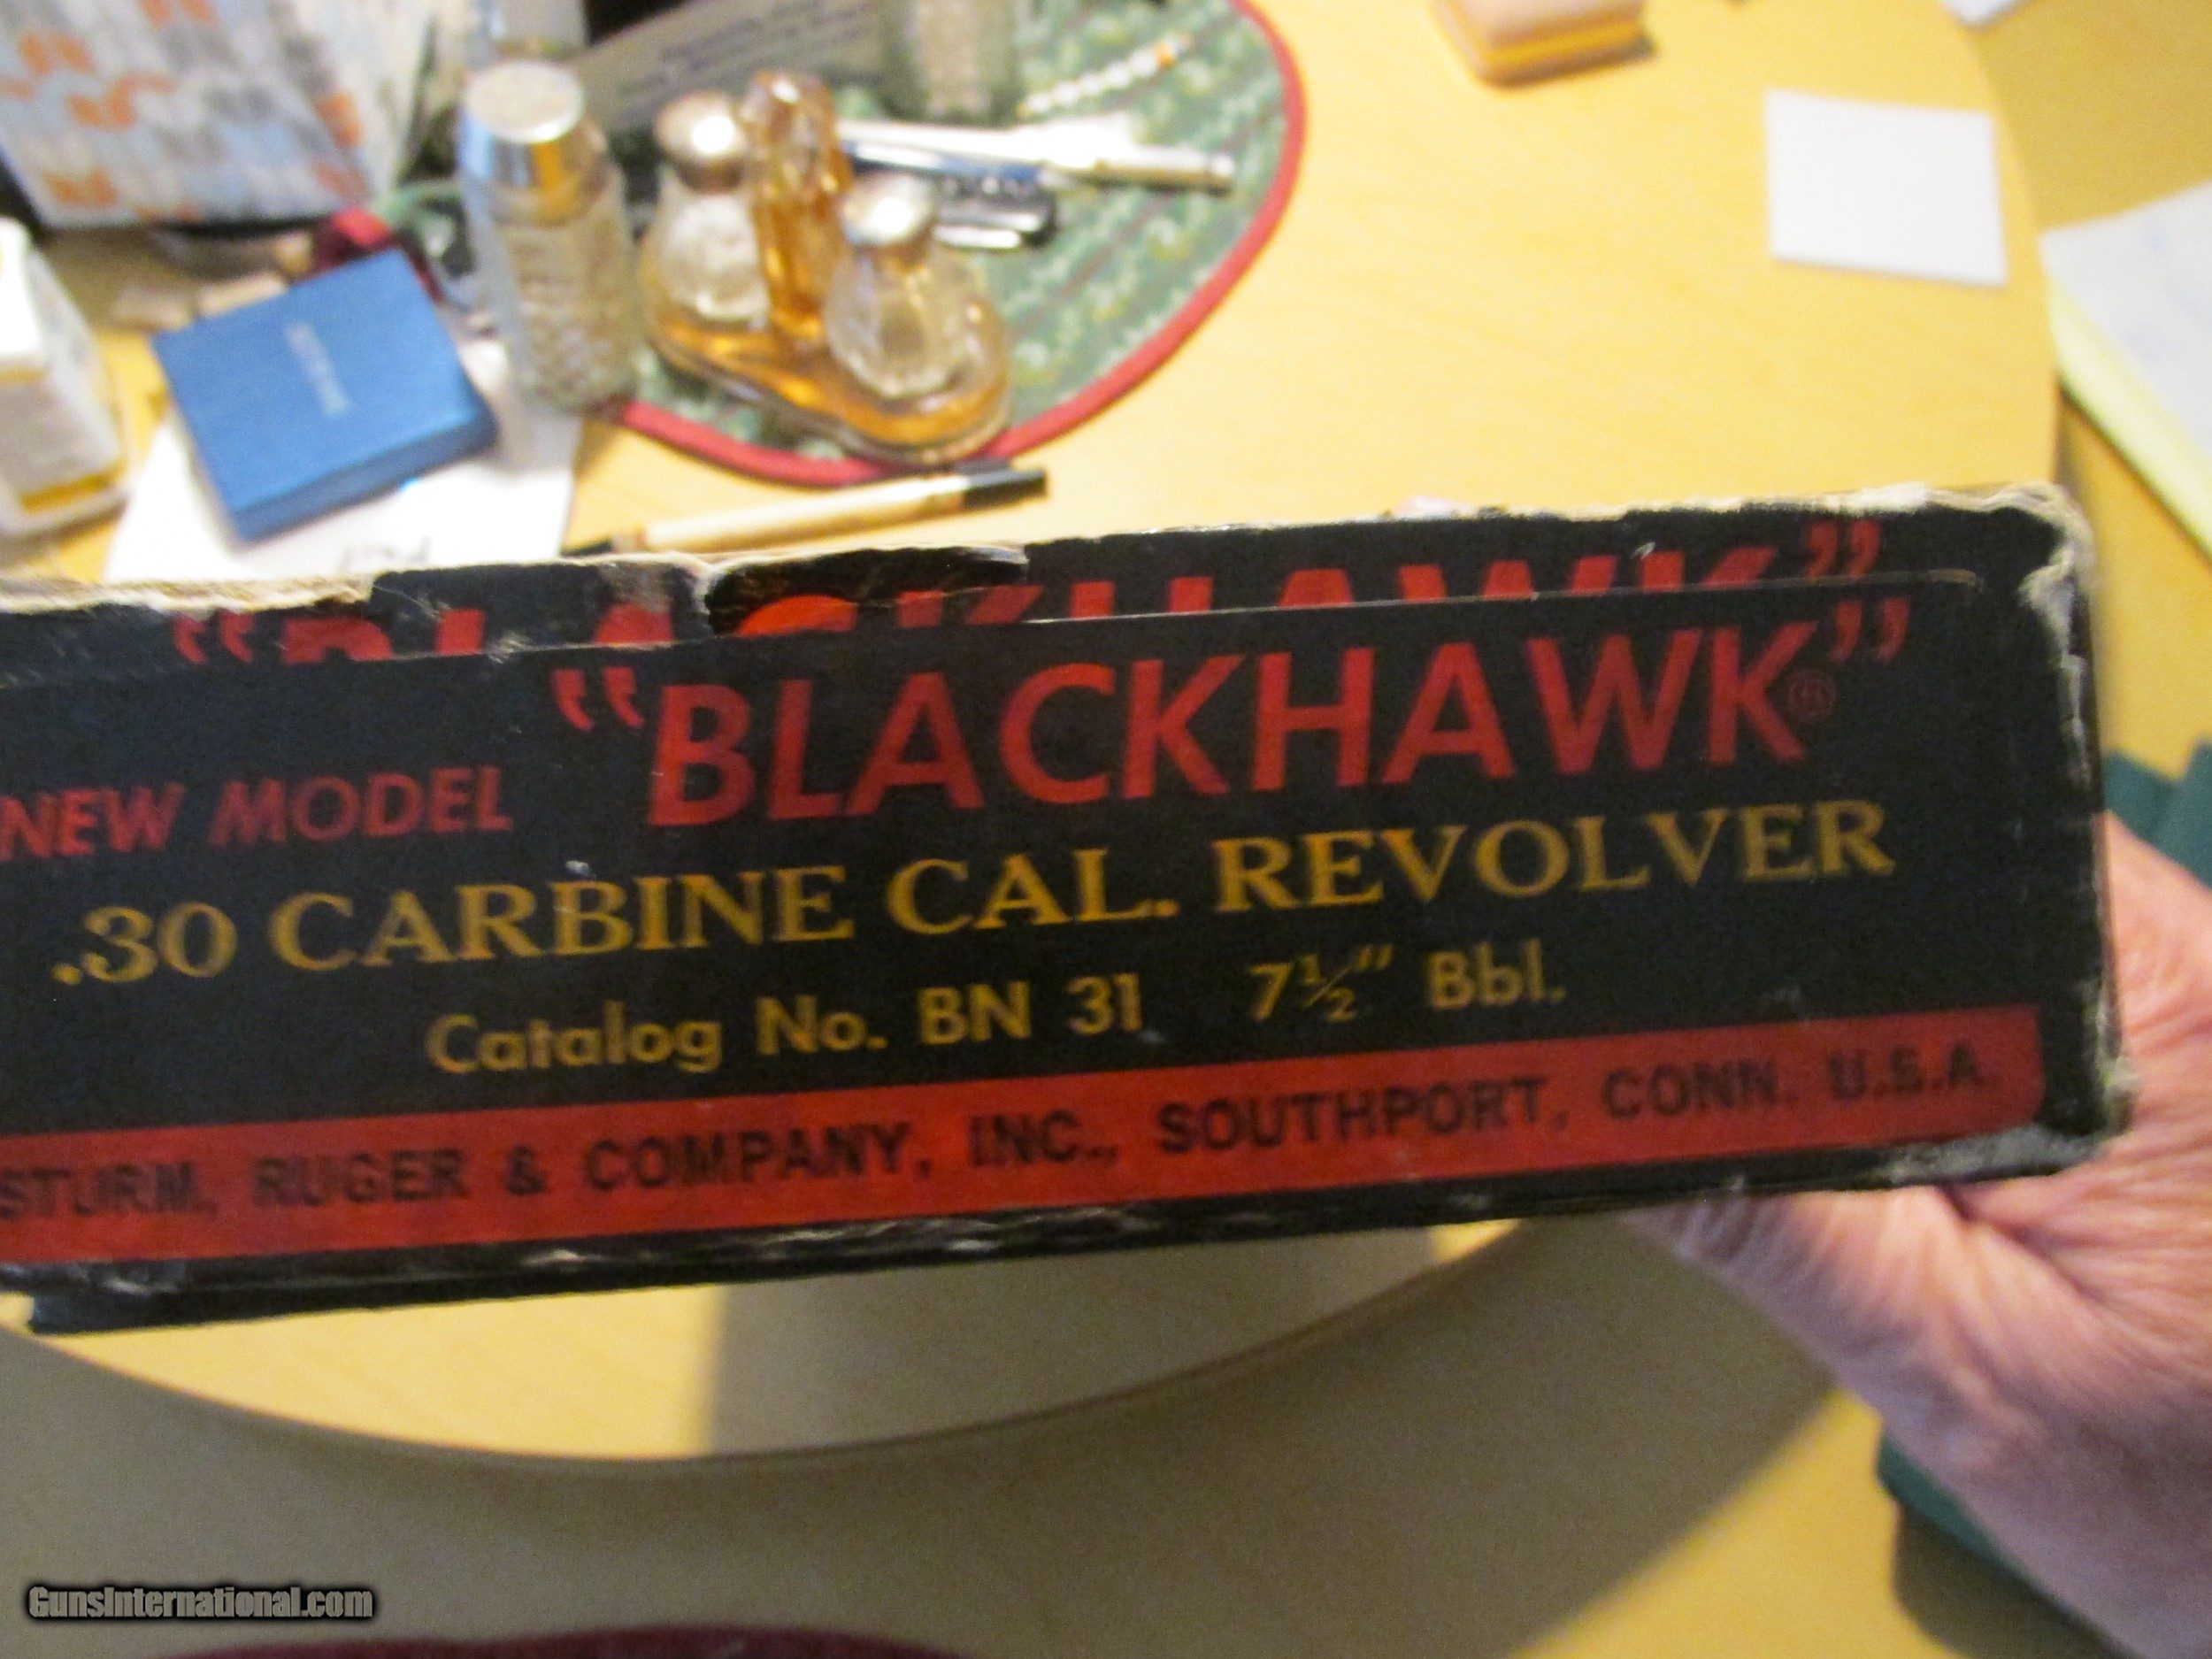 "BLACKHAWK"
NEW MODEL "BLACKHAWK"®
.30 CARBINE CAL. REVOLVER
Catalog No. BN 31 7½" Bbl.
STURM, RUGER & COMPANY, INC., SOUTHPORT, CONN. U.S.A.
GunsInternational.com